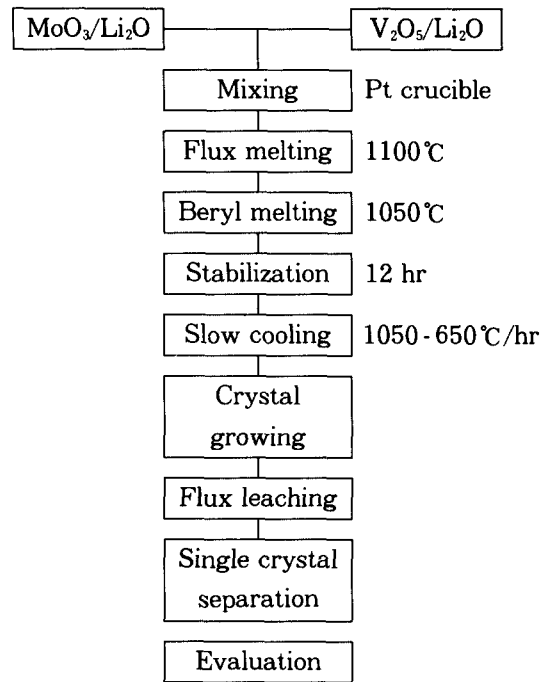 MoO₃/Li₂O V₂O₅/Li₂O
Mixing Pt crucible
Flux melting 1100℃
Beryl melting 1050℃
Stabilization 12 hr
Slow cooling 1050-650℃/hr
Crystal
growing
Flux leaching
Single crystal
separation
Evaluation